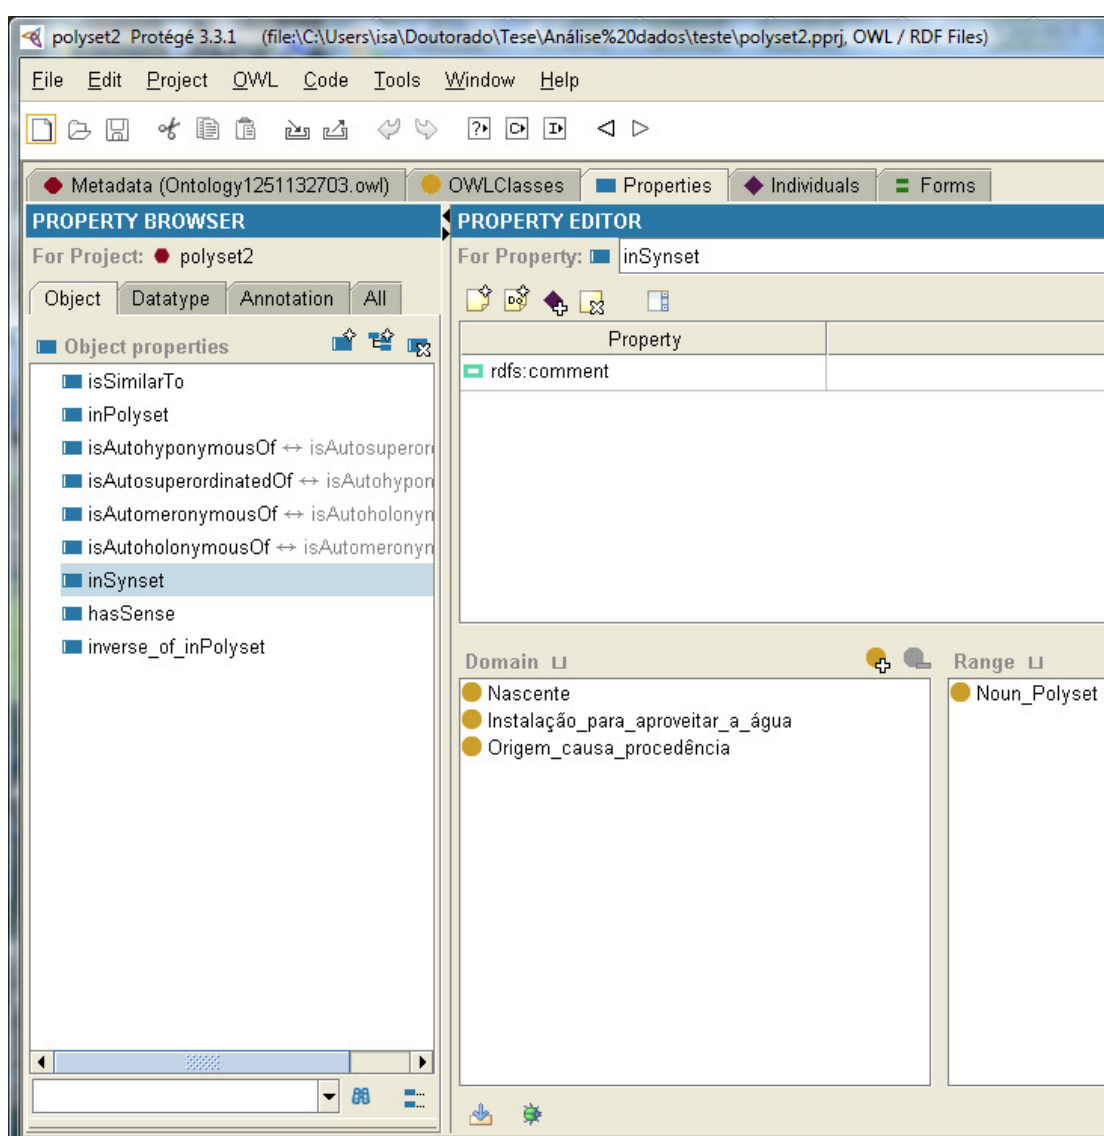 polyset2 Protégé 3.3.1 (file:\C:\Users\isa\Doutorado\Tese\Análise%20dados\teste\polyset2.pprj, OWL / RDF Files)
File Edit Project OWL Code Tools Window Help
Metadata (Ontology1251132703.owl) OWLClasses Properties Individuals Forms
PROPERTY BROWSER
For Project: polyset2
Object Datatype Annotation All
Object properties
isSimilarTo
inPolyset
isAutohyponymousOf ↔ isAutosuperor
isAutosuperordinatedOf ↔ isAutohypon
isAutomeronymousOf ↔ isAutoholonyn
isAutoholonymousOf ↔ isAutomeronyn
inSynset
hasSense
inverse_of_inPolyset
PROPERTY EDITOR
For Property: inSynset
Property
rdfs:comment
Domain ⊔
Nascente
Instalação_para_aproveitar_a_água
Origem_causa_procedência
Range ⊔
Noun_Polyset